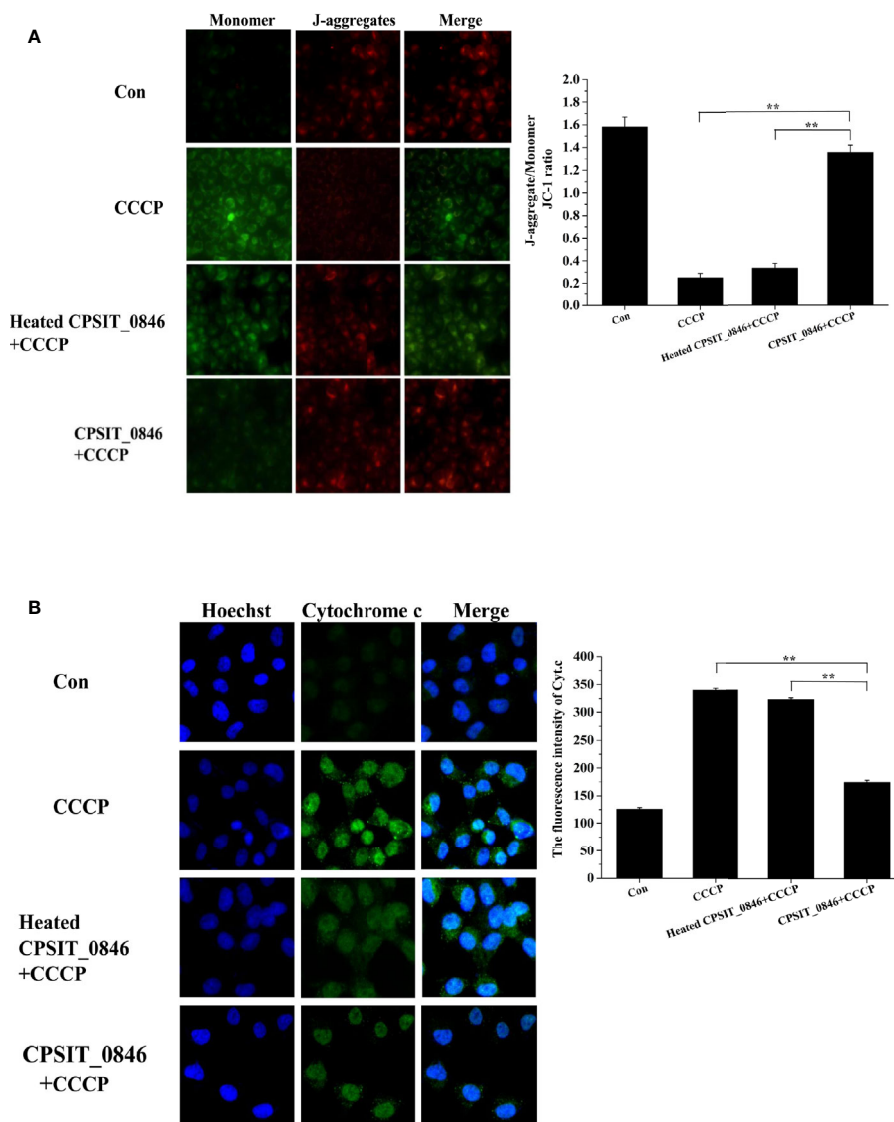 A
Monomer J-aggregates Merge
Con
CCCP
Heated CPSIT_0846
+CCCP
CPSIT_0846
+CCCP
J-aggregate/Monomer
JC-1 ratio
2.0
1.8
1.6
1.4
1.2
1.0
0.8
0.6
0.4
0.2
0.0
**
**
Con
CCCP
Heated CPSIT_0846+CCCP
CPSIT_0846+CCCP
B
Hoechst Cytochrome c Merge
Con
CCCP
Heated
CPSIT_0846
+CCCP
CPSIT_0846
+CCCP
The fluorescence intensity of Cyt.c
400
350
300
250
200
150
100
50
0
**
**
Con
CCCP
Heated CPSIT_0846+CCCP
CPSIT_0846+CCCP